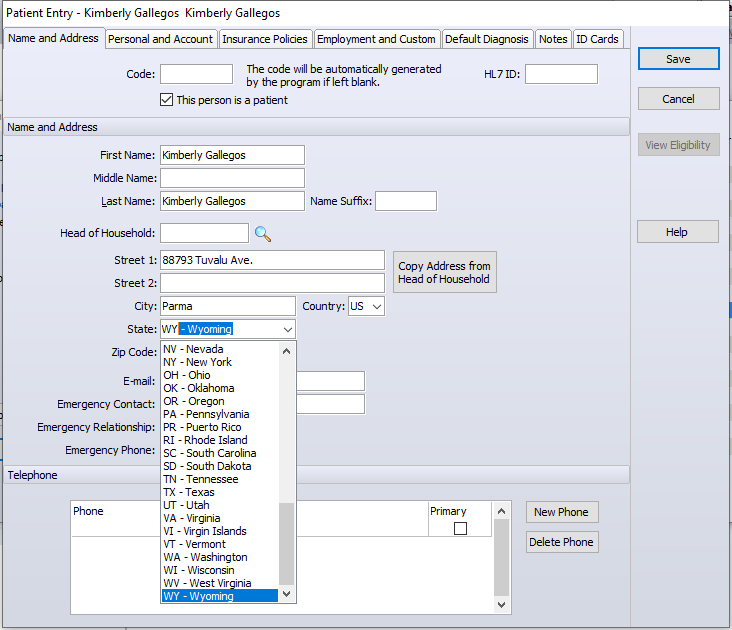 Patient Entry - Kimberly Gallegos  Kimberly Gallegos
Name and Address Personal and Account Insurance Policies Employment and Custom Default Diagnosis Notes ID Cards
Code: The code will be automatically generated
by the program if left blank. HL7 ID:
This person is a patient
Save
Cancel
View Eligibility
Help
Name and Address
First Name: Kimberly Gallegos
Middle Name:
Last Name: Kimberly Gallegos Name Suffix:
Head of Household:
Street 1: 88793 Tuvalu Ave.
Copy Address from
Head of Household
Street 2:
City: Parma Country: US
State: WY - Wyoming
Zip Code:
E-mail:
Emergency Contact:
Emergency Relationship:
Emergency Phone:
NV - Nevada
NY - New York
OH - Ohio
OK - Oklahoma
OR - Oregon
PA - Pennsylvania
PR - Puerto Rico
RI - Rhode Island
SC - South Carolina
SD - South Dakota
TN - Tennessee
TX - Texas
UT - Utah
VA - Virginia
VI - Virgin Islands
VT - Vermont
WA - Washington
WI - Wisconsin
WV - West Virginia
WY - Wyoming
Telephone
Phone Primary
New Phone
Delete Phone